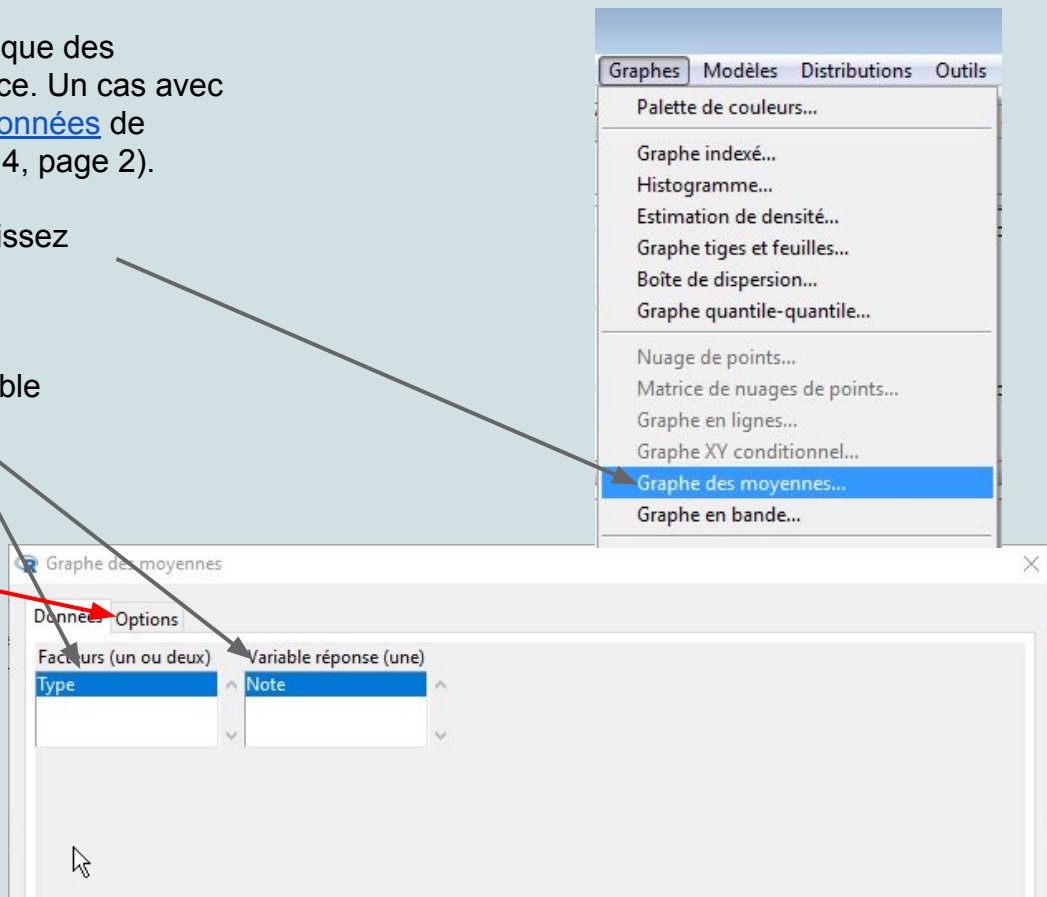 que des
ce. Un cas avec
onnées de
4, page 2).
issez
ble
Graphes Modèles Distributions Outils
Palette de couleurs...
Graphe indexé...
Histogramme...
Estimation de densité...
Graphe tiges et feuilles...
Boîte de dispersion...
Graphe quantile-quantile...
Nuage de points...
Matrice de nuages de points...
Graphe en lignes...
Graphe XY conditionnel...
Graphe des moyennes...
Graphe en bande...
Graphe des moyennes
Données Options
Facteurs (un ou deux) Variable réponse (une)
Type Note